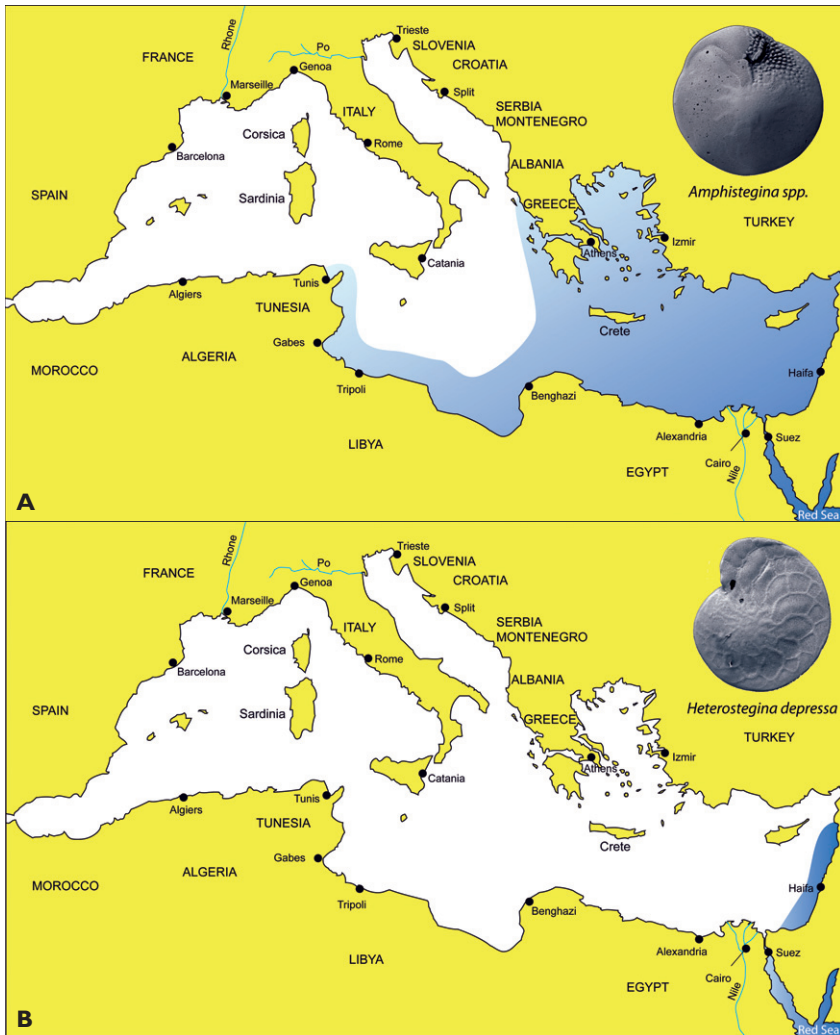 Trieste
SLOVENIA
Po
CROATIA
FRANCE
Rhone
Genoa
Marseille
Split
ITALY
SERBIA
MONTENEGRO
Corsica
Rome
Barcelona
ALBANIA
Amphistegina spp.
SPAIN
Sardinia
GREECE
TURKEY
Izmir
Athens
Catania
Algiers
Tunis
TUNISIA
Crete
Gabes
MOROCCO
ALGERIA
Tripoli
Haifa
Benghazi
Alexandria
Suez
LIBYA
Cairo
EGYPT
Nile
A
Red Sea
Trieste
SLOVENIA
Po
CROATIA
FRANCE
Rhone
Genoa
Marseille
Split
ITALY
SERBIA
MONTENEGRO
Corsica
Rome
Barcelona
ALBANIA
Heterostegina depressa
SPAIN
Sardinia
GREECE
TURKEY
Izmir
Athens
Catania
Algiers
Tunis
TUNISIA
Crete
Gabes
MOROCCO
ALGERIA
Haifa
Tripoli
Benghazi
Alexandria
Suez
LIBYA
Cairo
EGYPT
Nile
B
Red Sea